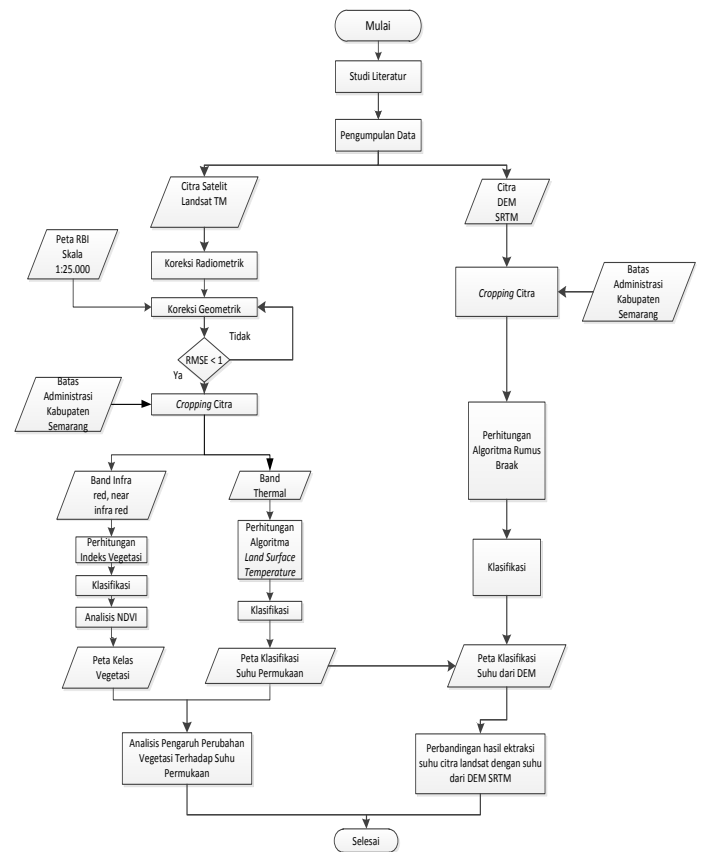 Mulai
Studi Literatur
Pengumpulan Data
Citra Satelit
Landsat TM
Citra
DEM
SRTM
Peta RBI
Skala
1:25.000
Koreksi Radiometrik
Koreksi Geometrik
Tidak
RMSE < 1
Ya
Cropping Citra
Batas
Administrasi
Kabupaten
Semarang
Batas
Administrasi
Kabupaten
Semarang
Cropping Citra
Band Infra
red, near
infra red
Band
Thermal
Perhitungan
Algoritma Rumus
Braak
Perhitungan
Indeks Vegetasi
Perhitungan
Algoritma
Land Surface
Temperature
Klasifikasi
Klasifikasi
Klasifikasi
Analisis NDVI
Peta Kelas
Vegetasi
Peta Klasifikasi
Suhu Permukaan
Peta Klasifikasi
Suhu dari DEM
Analisis Pengaruh Perubahan
Vegetasi Terhadap Suhu
Permukaan
Perbandingan hasil ektraksi
suhu citra landsat dengan suhu
dari DEM SRTM
Selesai